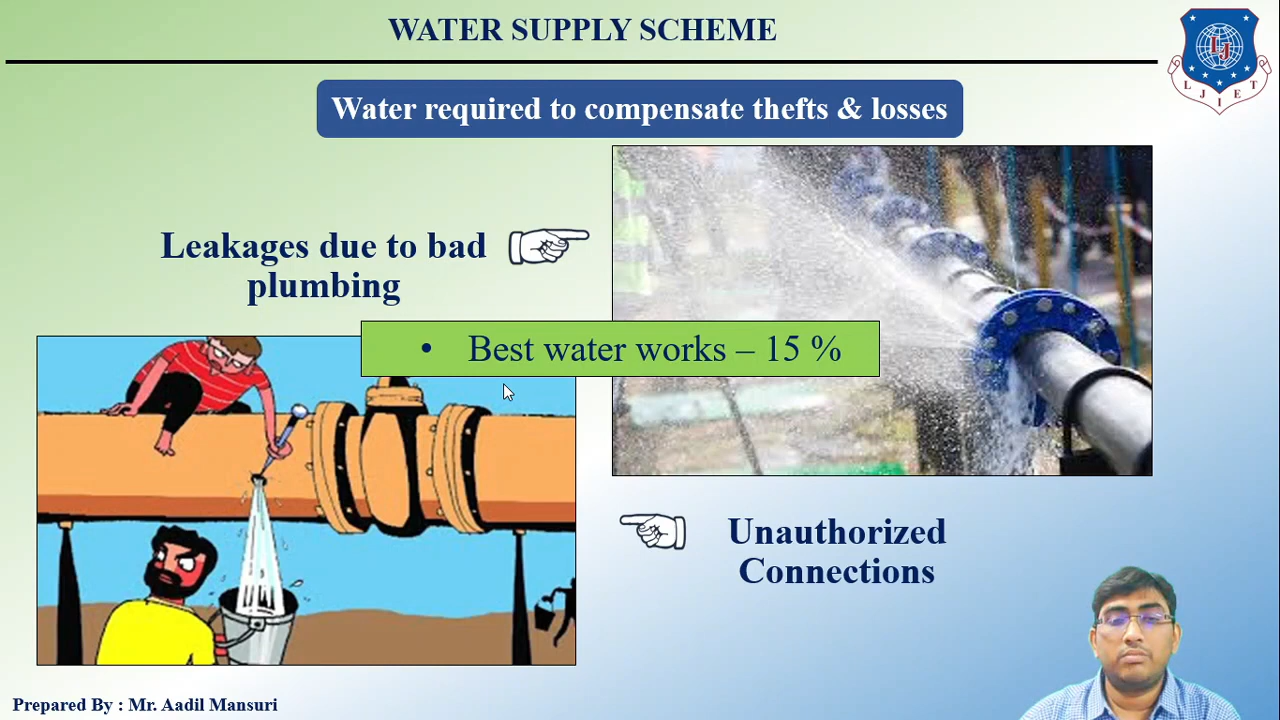 WATER SUPPLY SCHEME
LJIET
Water required to compensate thefts & losses
Leakages due to bad
plumbing
• Best water works – 15 %
Unauthorized
Connections
Prepared By : Mr. Aadil Mansuri